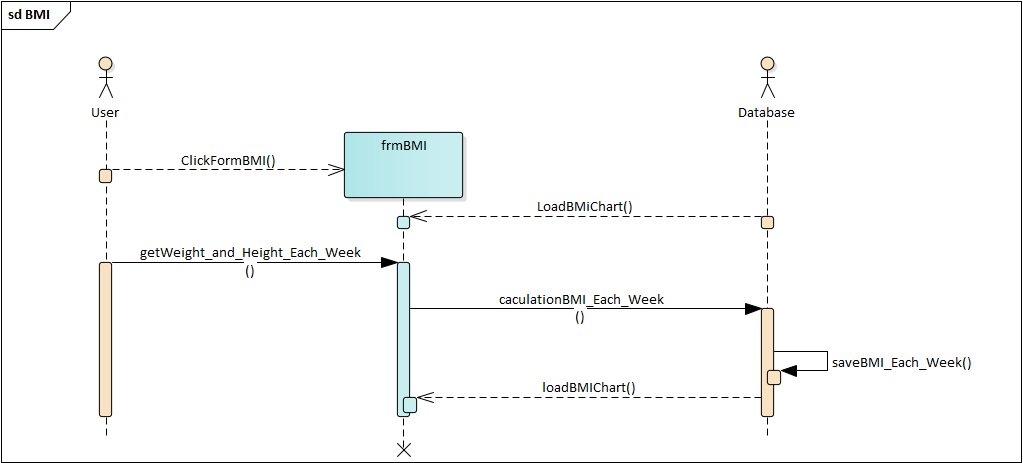 sd BMI
User
Database
frmBMI
ClickFormBMI()
LoadBMiChart()
getWeight_and_Height_Each_Week
()
caculationBMI_Each_Week
()
saveBMI_Each_Week()
loadBMIChart()